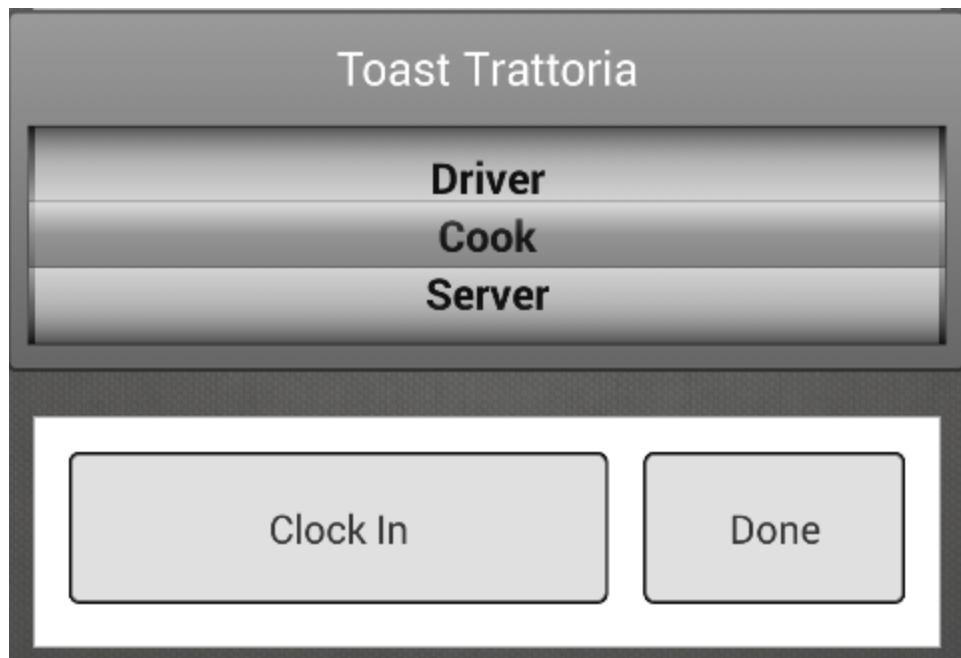 Toast Trattoria
Driver
Cook
Server
Clock In Done